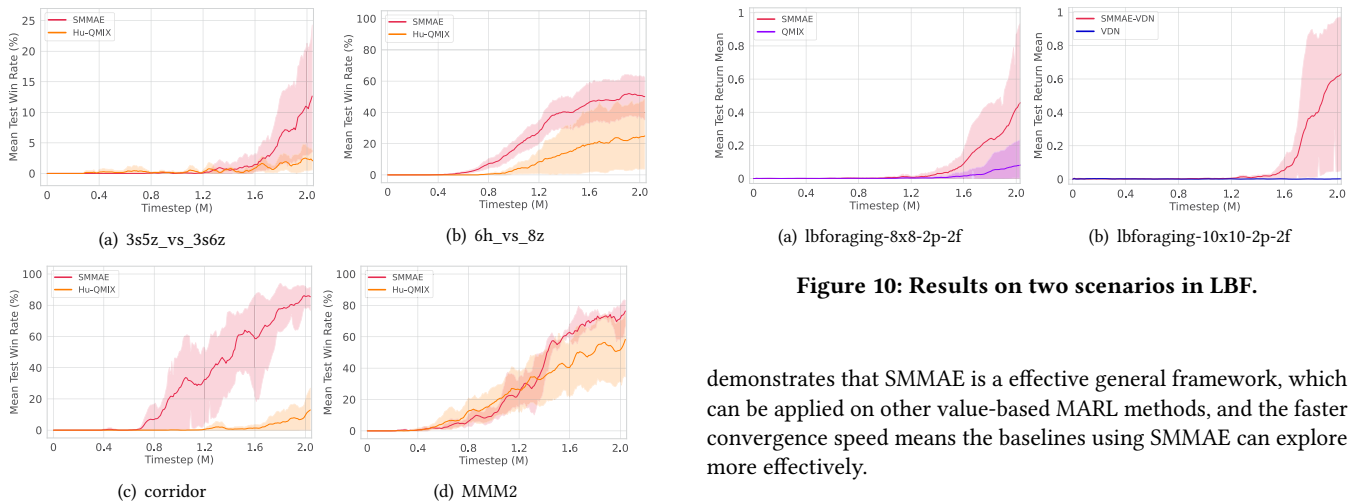 25
20
15
10
5
0
Mean Test Win Rate (%)
SMMAE
Hu-QMIX
0 0.4 0.8 1.2 1.6 2.0
Timestep (M)
(a) 3s5z_vs_3s6z
100
80
60
40
20
0
Mean Test Win Rate (%)
SMMAE
Hu-QMIX
0 0.4 0.8 1.2 1.6 2.0
Timestep (M)
(b) 6h_vs_8z
100
80
60
40
20
0
Mean Test Win Rate (%)
SMMAE
Hu-QMIX
0 0.4 0.8 1.2 1.6 2.0
Timestep (M)
(c) corridor
100
80
60
40
20
0
Mean Test Win Rate (%)
SMMAE
Hu-QMIX
0 0.4 0.8 1.2 1.6 2.0
Timestep (M)
(d) MMM2
1
0.8
0.6
0.4
0.2
0
Mean Test Return Mean
SMMAE
QMIX
0 0.4 0.8 1.2 1.6 2.0
Timestep (M)
(a) lbforaging-8x8-2p-2f
1
0.8
0.6
0.4
0.2
0
Mean Test Return Mean
SMMAE-VDN
VDN
0 0.4 0.8 1.2 1.6 2.0
Timestep (M)
(b) lbforaging-10x10-2p-2f
Figure 10: Results on two scenarios in LBF.
demonstrates that SMMAE is a effective general framework, which
can be applied on other value-based MARL methods, and the faster
convergence speed means the baselines using SMMAE can explore
more effectively.